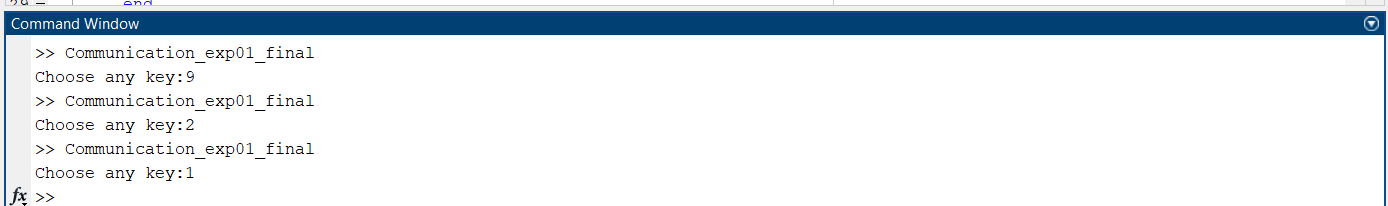 29
end
Command Window
>> Communication_exp01_final
Choose any key:9
>> Communication_exp01_final
Choose any key:2
>> Communication_exp01_final
Choose any key:1
fx >>